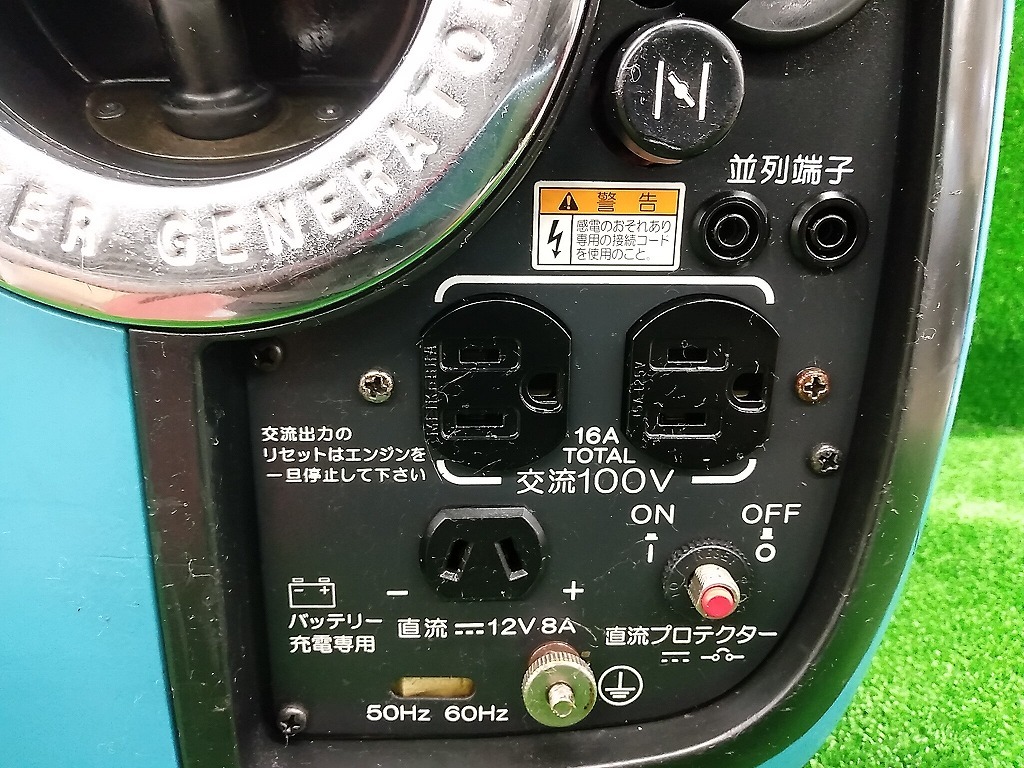 ER GENERATOR
並列端子
警告
感電のおそれあり
専用の接続コード
を使用のこと。
交流出力の
リセットはエンジンを
一旦停止して下さい
16A
TOTAL
交流100V
ON OFF
バッテリー
充電専用
− +
直流 12V 8A
直流プロテクター
50Hz 60Hz